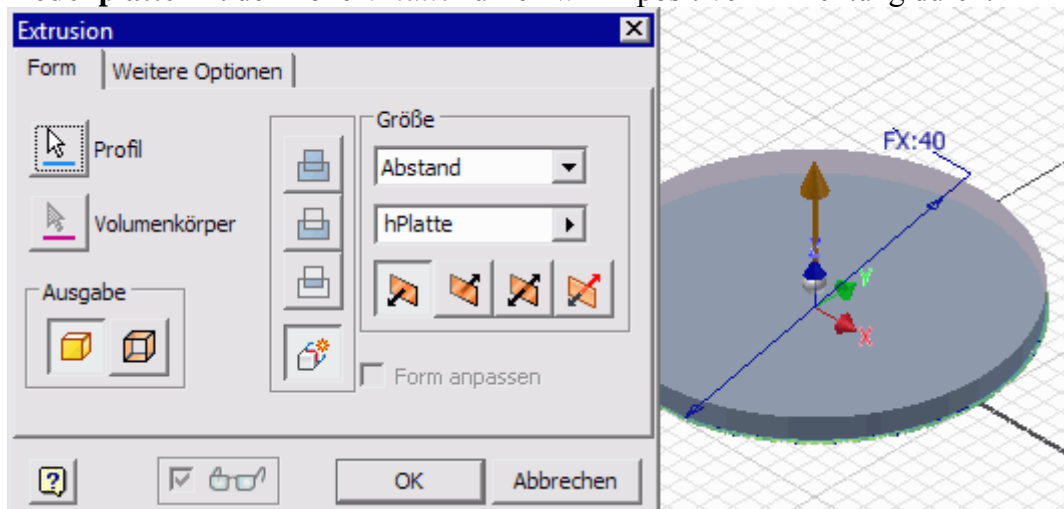 Extrusion
Form
Weitere Optionen
Profil
Volumenkörper
Ausgabe
Größe
Abstand
hPlatte
Form anpassen
OK
Abbrechen
FX:40
Z
Y
X